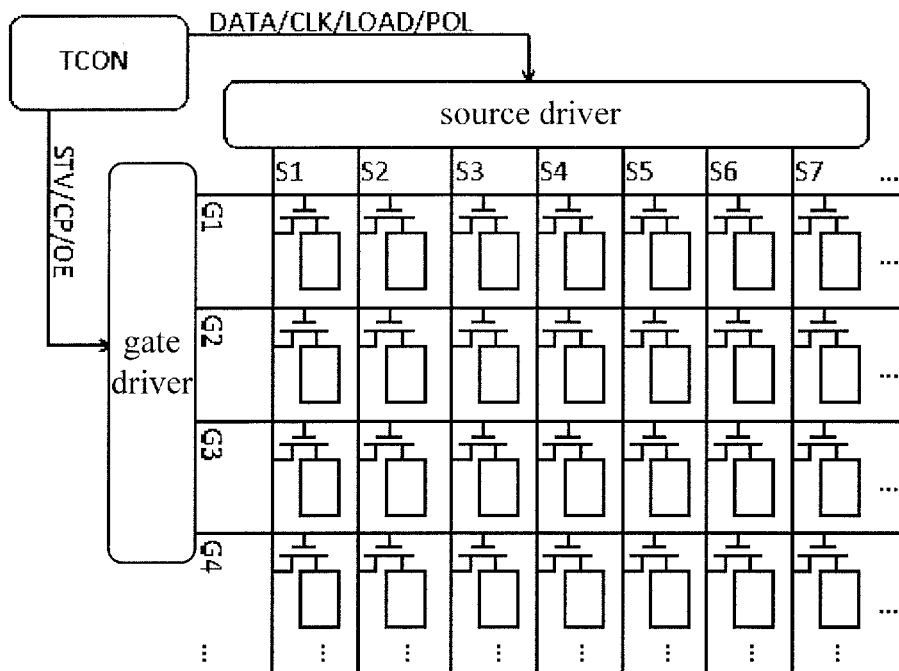 DATA/CLK/LOAD/POL
TCON
source driver
STV/CP/OE
S1 S2 S3 S4 S5 S6 S7 ...
G1
...
G2
gate
driver
...
G3
...
G4
...
... ... ... ... ... ... ... ...